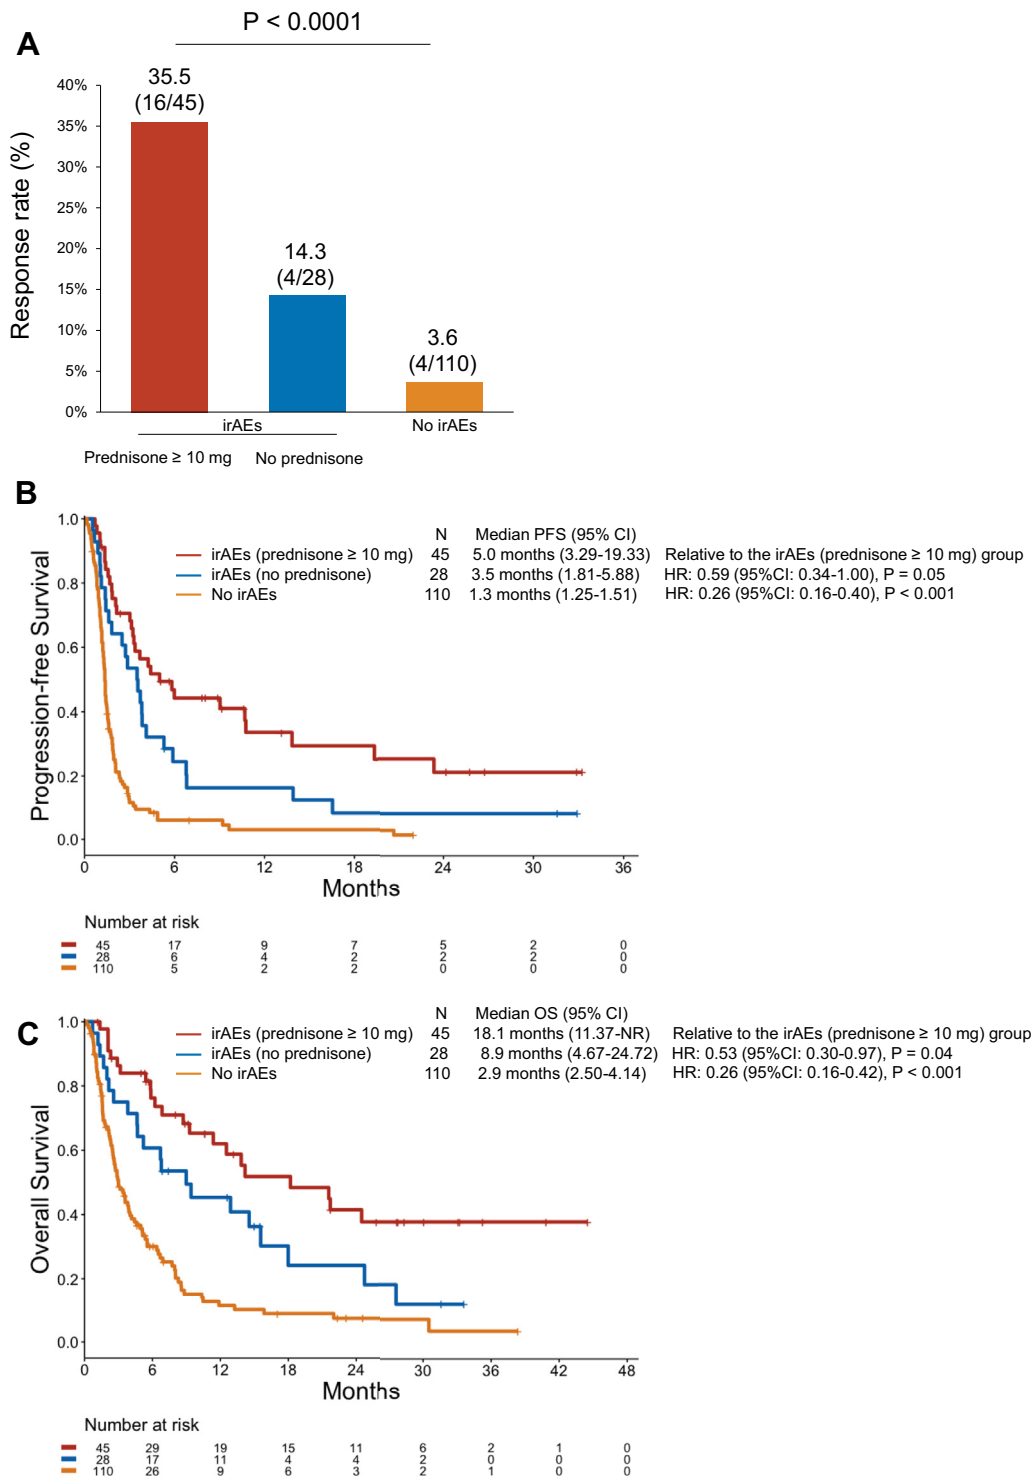 A
P < 0.0001
Response rate (%)
40%
35%
30%
25%
20%
15%
10%
5%
0%
35.5
(16/45)
14.3
(4/28)
3.6
(4/110)
irAEs
No irAEs
Prednisone ≥ 10 mg
No prednisone
B
Progression-free Survival
1.0
0.8
0.6
0.4
0.2
0.0
N Median PFS (95% CI)
irAEs (prednisone ≥ 10 mg) 45 5.0 months (3.29-19.33) Relative to the irAEs (prednisone ≥ 10 mg) group
irAEs (no prednisone) 28 3.5 months (1.81-5.88) HR: 0.59 (95%CI: 0.34-1.00), P = 0.05
No irAEs 110 1.3 months (1.25-1.51) HR: 0.26 (95%CI: 0.16-0.40), P < 0.001
0 6 12 18 24 30 36
Months
Number at risk
45 17 9 7 5 2 0
28 6 4 2 2 2 0
110 5 2 2 0 0 0
C
Overall Survival
1.0
0.8
0.6
0.4
0.2
0.0
N Median OS (95% CI)
irAEs (prednisone ≥ 10 mg) 45 18.1 months (11.37-NR) Relative to the irAEs (prednisone ≥ 10 mg) group
irAEs (no prednisone) 28 8.9 months (4.67-24.72) HR: 0.53 (95%CI: 0.30-0.97), P = 0.04
No irAEs 110 2.9 months (2.50-4.14) HR: 0.26 (95%CI: 0.16-0.42), P < 0.001
0 6 12 18 24 30 36 42 48
Months
Number at risk
45 29 19 15 11 6 2 1 0
28 17 11 4 4 2 0 0 0
110 26 9 6 3 2 1 0 0